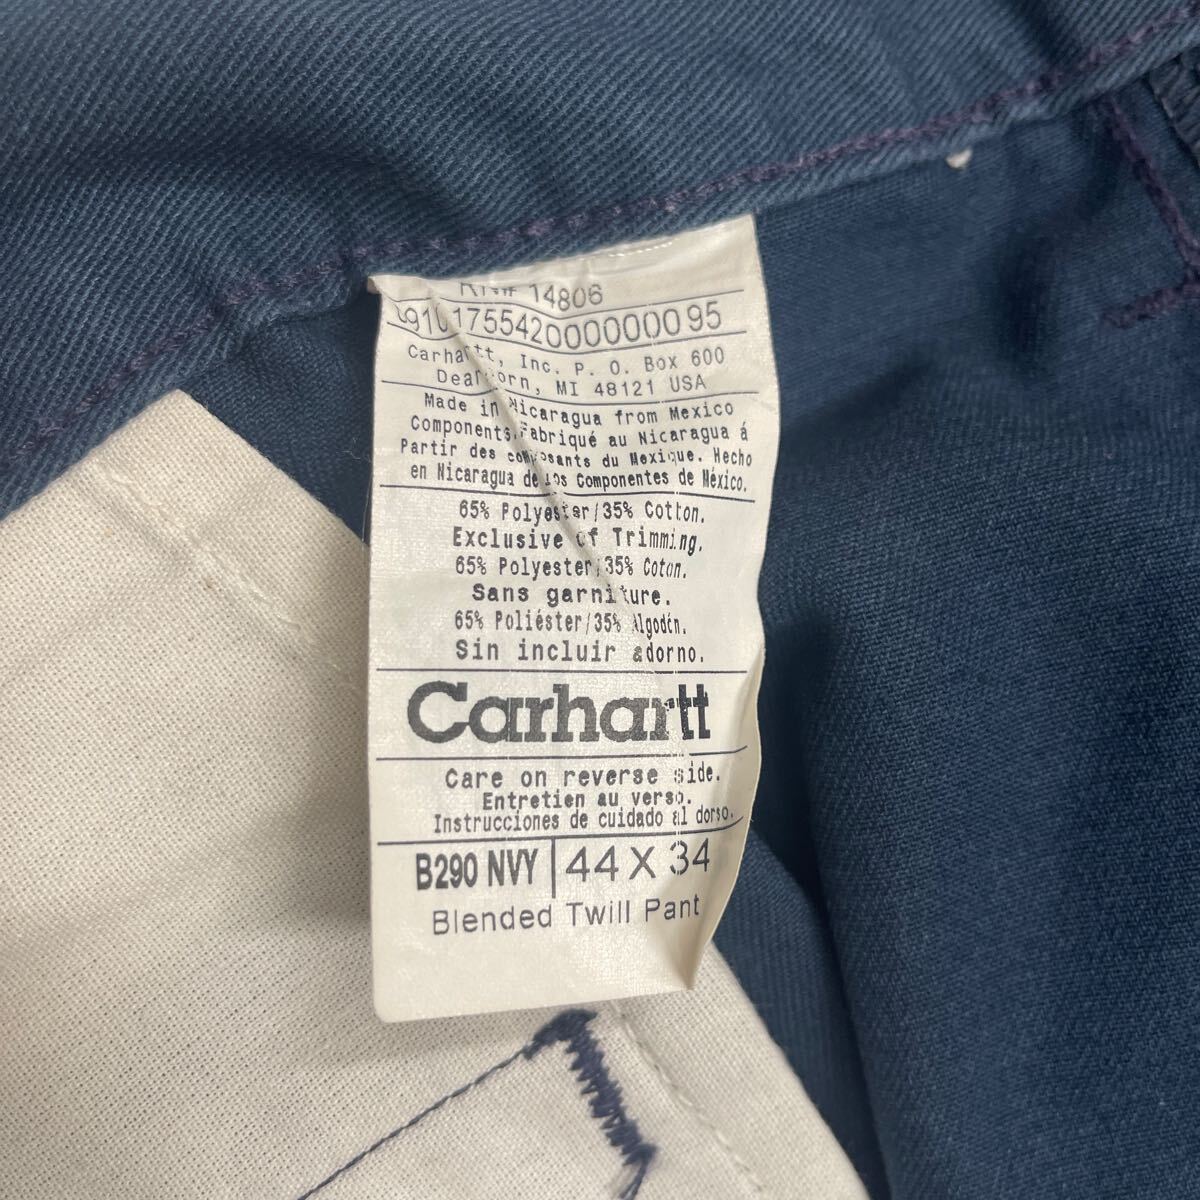 RN# 14806
Carhartt, Inc. P. O. Box 600
Dearborn, MI 48121 USA
Made in Nicaragua from Mexico
Components.Fabriqué au Nicaragua á
Partir des composants du Mexique. Hecho
en Nicaragua de los Componentes de México.
65% Polyester/35% Cotton.
Exclusive of Trimming.
65% Polyester/35% Coton.
Sans garniture.
65% Poliéster/35% Algodón.
Sin incluir adorno.
Carhartt
Care on reverse side.
Entretien au verso.
Instrucciones de cuidado al dorso.
B290 NVY | 44 X 34
Blended Twill Pant